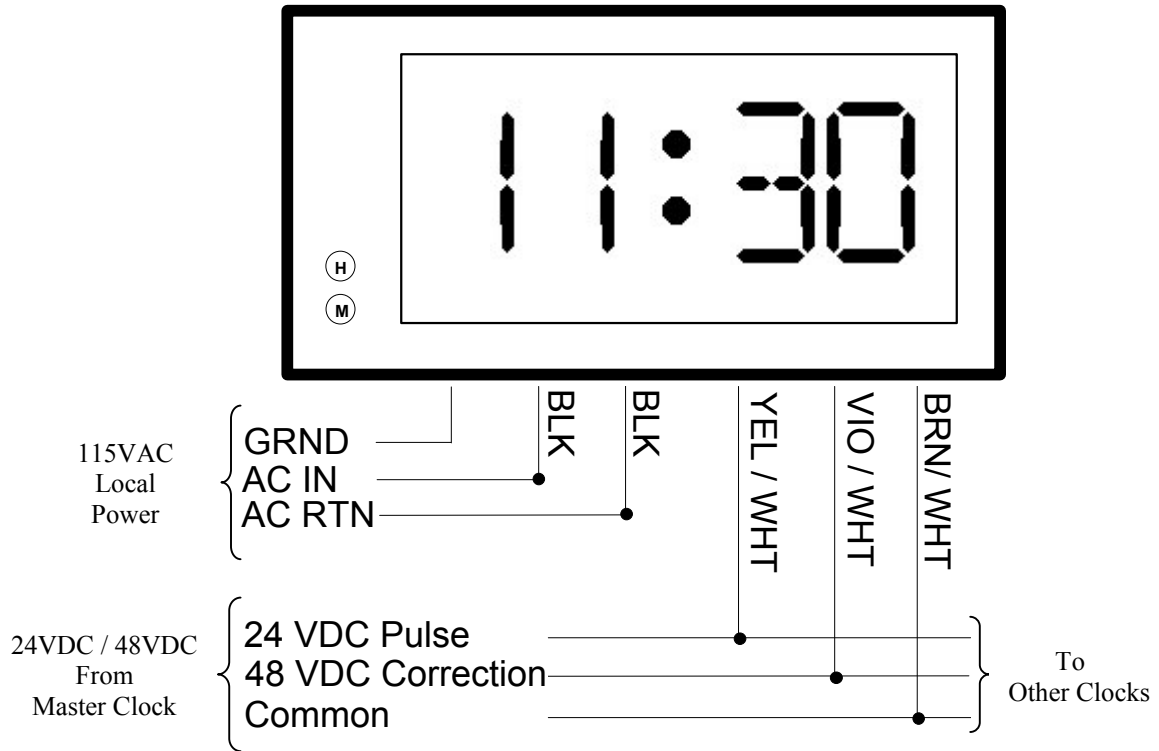 11:30
H
M
BLK
BLK
YEL / WHT
VIO / WHT
BRN/ WHT
115VAC
Local
Power
GRND
AC IN
AC RTN
24VDC / 48VDC
From
Master Clock
24 VDC Pulse
48 VDC Correction
Common
To
Other Clocks